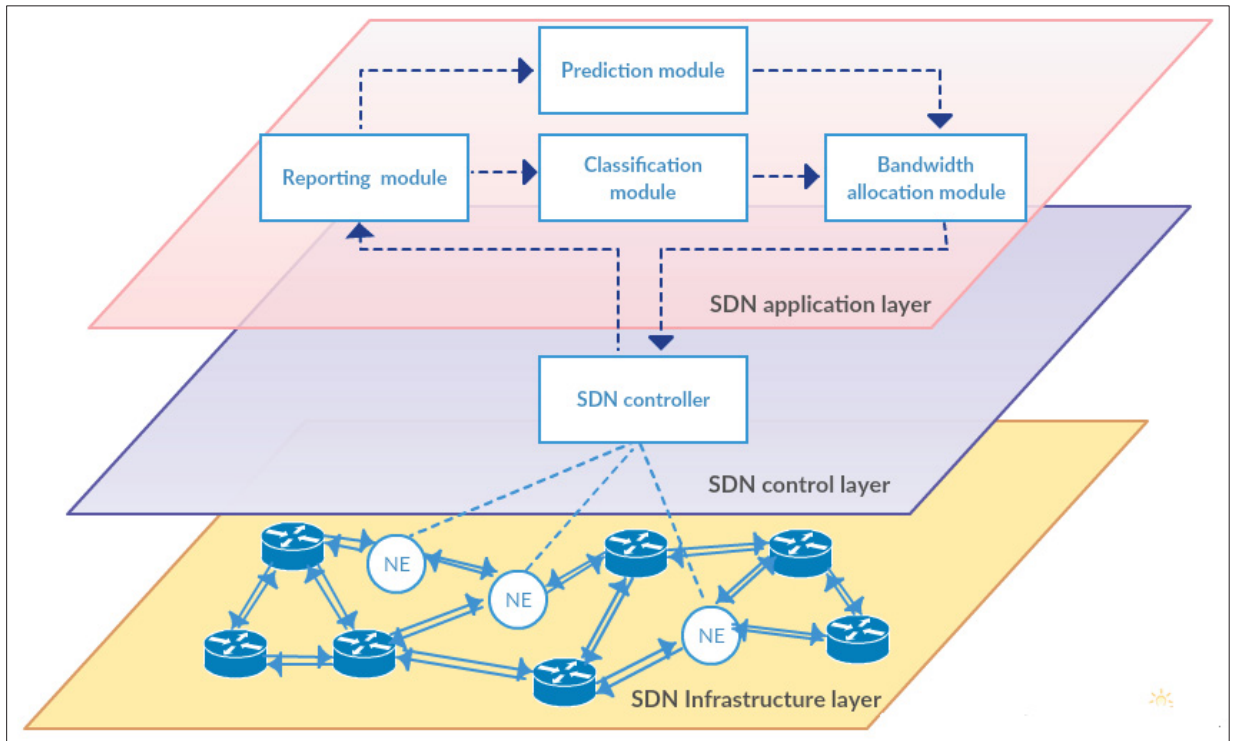 Prediction module
Reporting module
Classification
module
Bandwidth
allocation module
SDN application layer
SDN controller
SDN control layer
NE
NE
NE
SDN Infrastructure layer